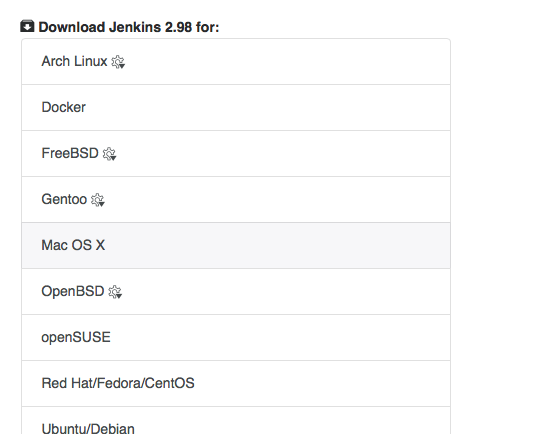 Download Jenkins 2.98 for:
Arch Linux
Docker
FreeBSD
Gentoo
Mac OS X
OpenBSD
openSUSE
Red Hat/Fedora/CentOS
Ubuntu/Debian